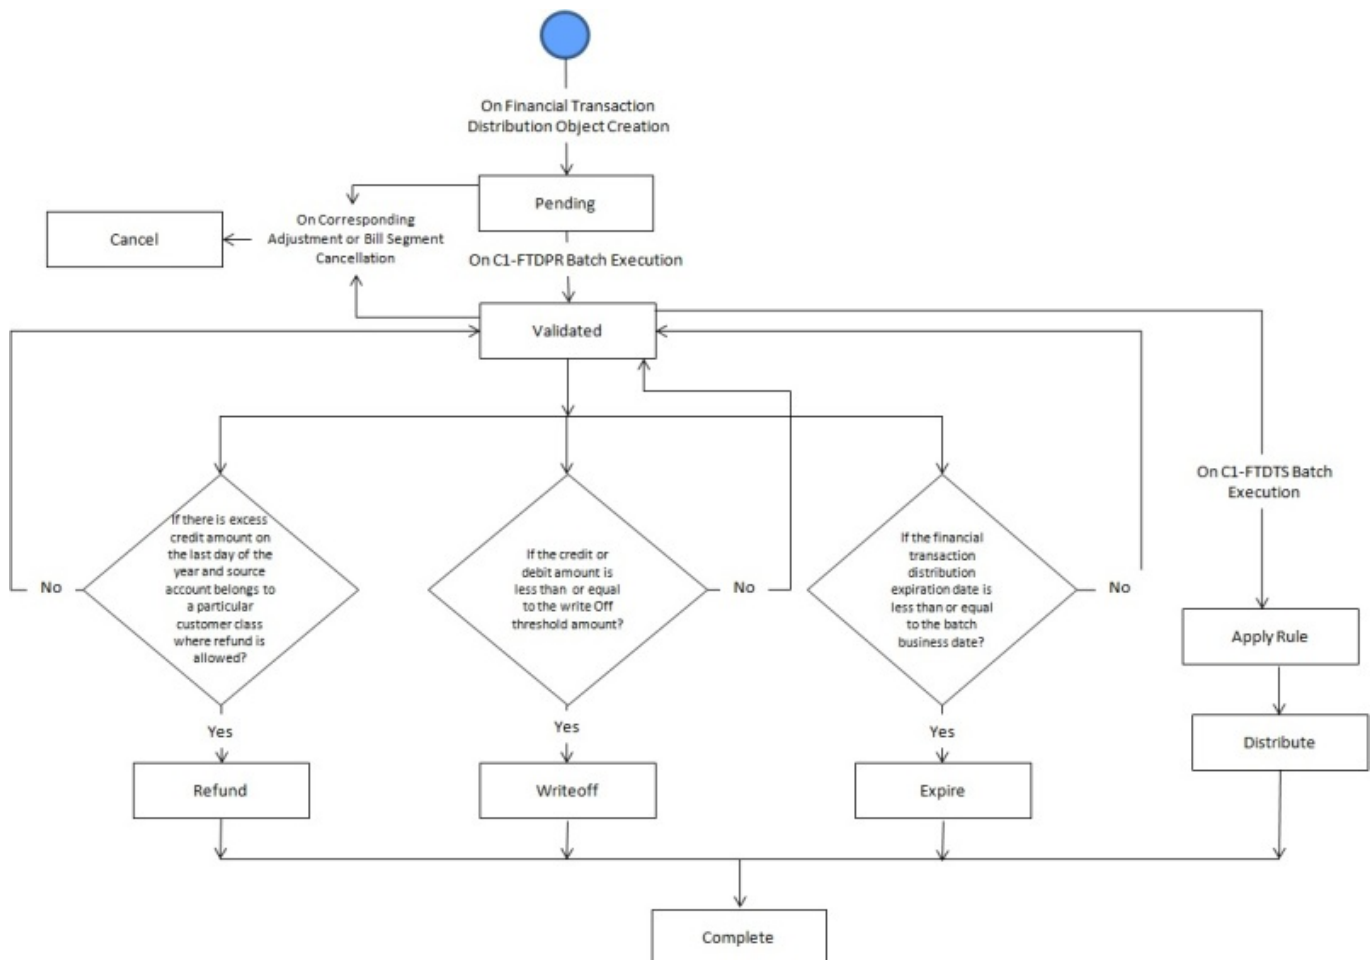 On Financial Transaction
Distribution Object Creation
Pending
On Corresponding
Adjustment or Bill Segment
Cancellation
Cancel
On C1-FTDPR Batch Execution
Validated
On C1-FTDTS Batch
Execution
If there is excess
credit amount on
the last day of the
year and source
account belongs to
a particular
customer class
where refund is
allowed?
No
If the credit or
debit amount is
less than or equal
to the write Off
threshold amount?
No
If the financial
transaction
distribution
expiration date is
less than or equal
to the batch
business date?
No
Apply Rule
Yes
Yes
Yes
Distribute
Refund
Writeoff
Expire
Complete